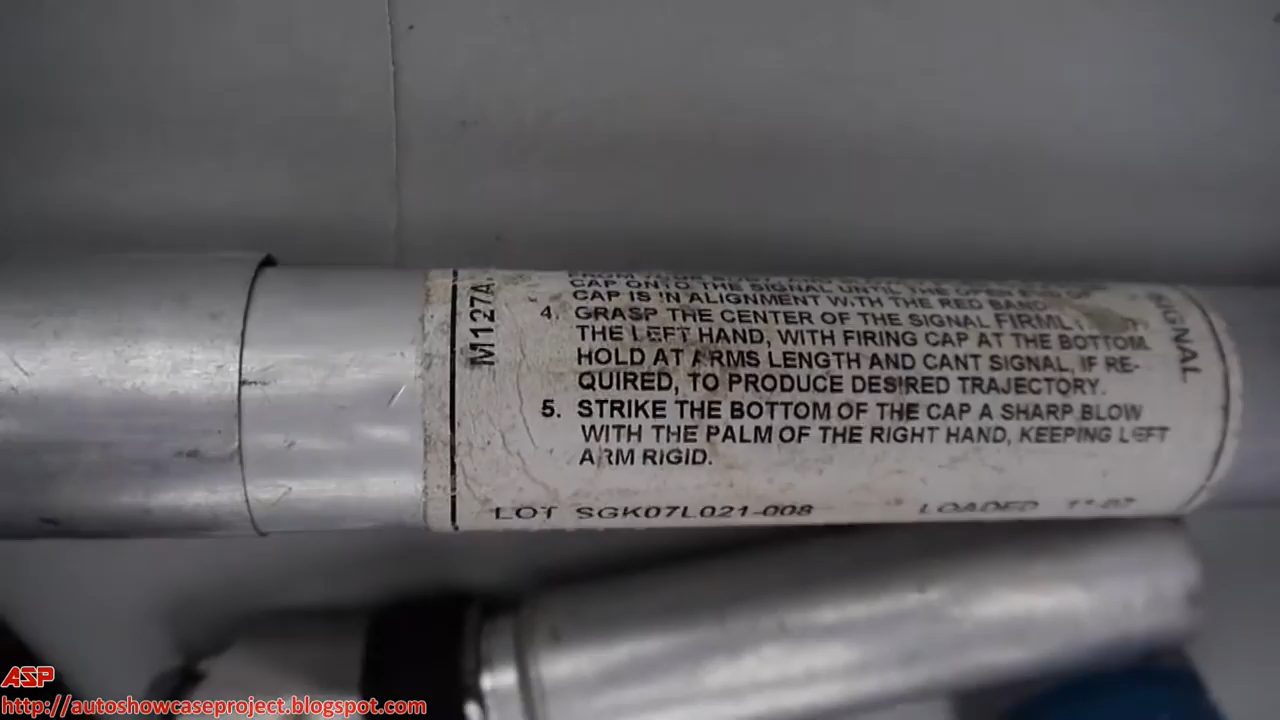 M127A
CAP ONTO THE SIGNAL UNTIL THE
CAP IS IN ALIGNMENT WITH THE RED BAND
4. GRASP THE CENTER OF THE SIGNAL
THE LEFT HAND, WITH FIRING CAP AT THE BOTTOM.
HOLD AT ARMS LENGTH AND CANT SIGNAL, IF RE-
QUIRED, TO PRODUCE DESIRED TRAJECTORY.
5. STRIKE THE BOTTOM OF THE CAP A SHARP BLOW
WITH THE PALM OF THE RIGHT HAND, KEEPING LEFT
ARM RIGID.
LOT SGK07L021-008 LOADED
SIGNAL
ASP
http://autoshowcaseproject.blogspot.com